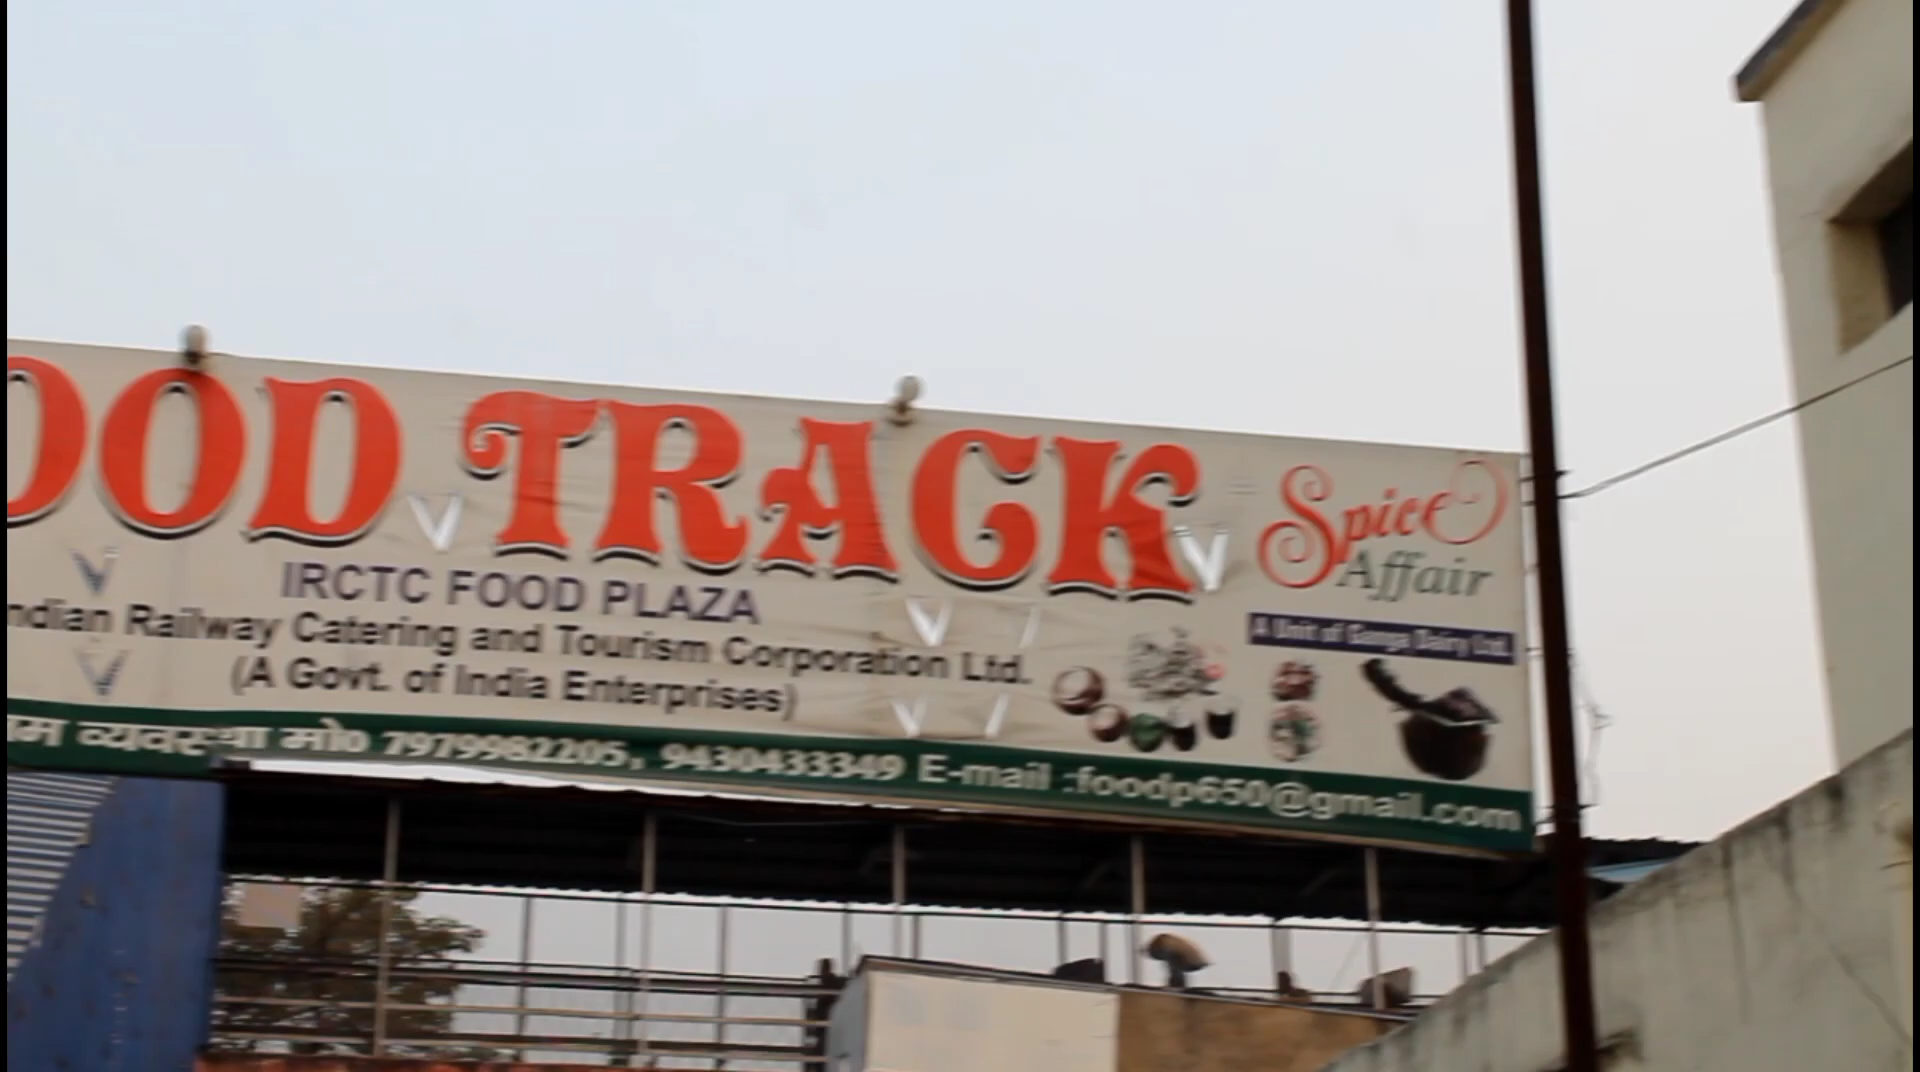 OOD TRACK
Spice
Affair
IRCTC FOOD PLAZA
A Unit of Ganga Dairy Ltd.
ndian Railway Catering and Tourism Corporation Ltd.
(A Govt. of India Enterprises)
व्यवस्था मो० 7979982205, 9430433349 E-mail :foodp650@gmail.com